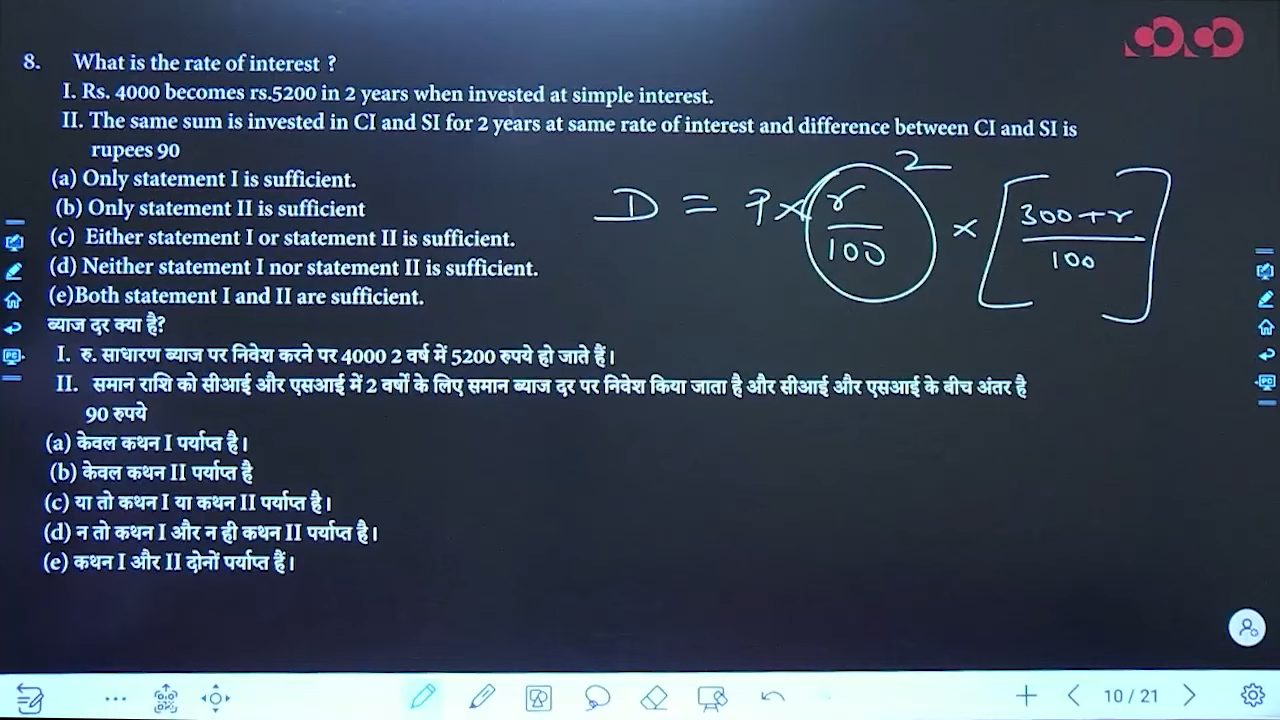 8. What is the rate of interest ?
I. Rs. 4000 becomes rs.5200 in 2 years when invested at simple interest.
II. The same sum is invested in CI and SI for 2 years at same rate of interest and difference between CI and SI is
rupees 90
(a) Only statement I is sufficient.
(b) Only statement II is sufficient
(c) Either statement I or statement II is sufficient.
(d) Neither statement I nor statement II is sufficient.
(e)Both statement I and II are sufficient.
D = P × (r/100)² × [300+r/100]
ब्याज दर क्या है?
I. रु. साधारण ब्याज पर निवेश करने पर 4000 2 वर्ष में 5200 रुपये हो जाते हैं।
II. समान राशि को सीआई और एसआई में 2 वर्षों के लिए समान ब्याज दर पर निवेश किया जाता है और सीआई और एसआई के बीच अंतर है
90 रुपये
(a) केवल कथन I पर्याप्त है।
(b) केवल कथन II पर्याप्त है
(c) या तो कथन I या कथन II पर्याप्त है।
(d) न तो कथन I और न ही कथन II पर्याप्त है।
(e) कथन I और II दोनों पर्याप्त हैं।
PC
PC
10 / 21